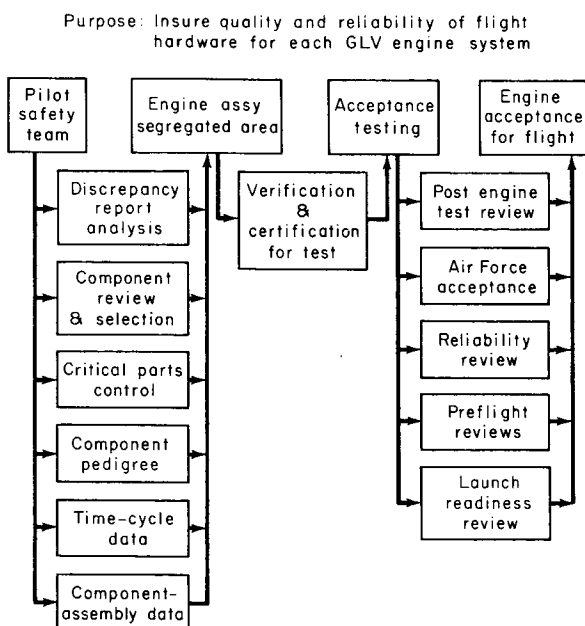 Purpose: Insure quality and reliability of flight
hardware for each GLV engine system
Pilot
safety
team
Engine assy
segregated area
Acceptance
testing
Engine
acceptance
for flight
Discrepancy
report
analysis
Component
review
& selection
Critical parts
control
Component
pedigree
Time-cycle
data
Component-
assembly data
Verification
&
certification
for test
Post engine
test review
Air Force
acceptance
Reliability
review
Preflight
reviews
Launch
readiness
review